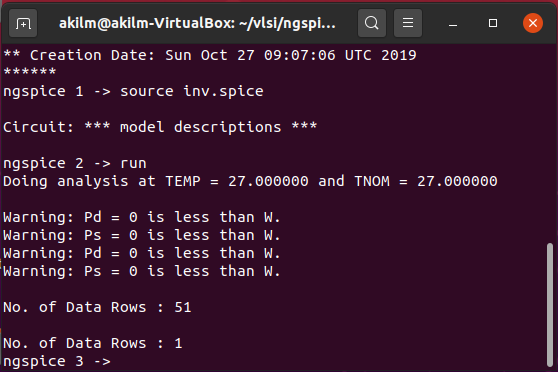 akilm@akilm-VirtualBox: ~/vlsi/ngspi...
** Creation Date: Sun Oct 27 09:07:06 UTC 2019
******
ngspice 1 -> source inv.spice
Circuit: *** model descriptions ***
ngspice 2 -> run
Doing analysis at TEMP = 27.000000 and TNOM = 27.000000
Warning: Pd = 0 is less than W.
Warning: Ps = 0 is less than W.
Warning: Pd = 0 is less than W.
Warning: Ps = 0 is less than W.
No. of Data Rows : 51
No. of Data Rows : 1
ngspice 3 ->